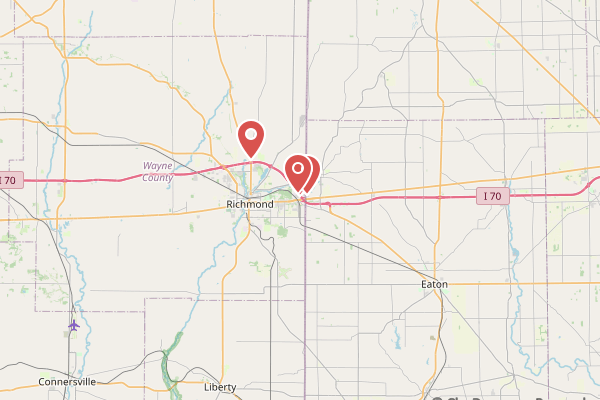 Wayne
County
I 70
I 70
Richmond
Eaton
Connersville
Liberty